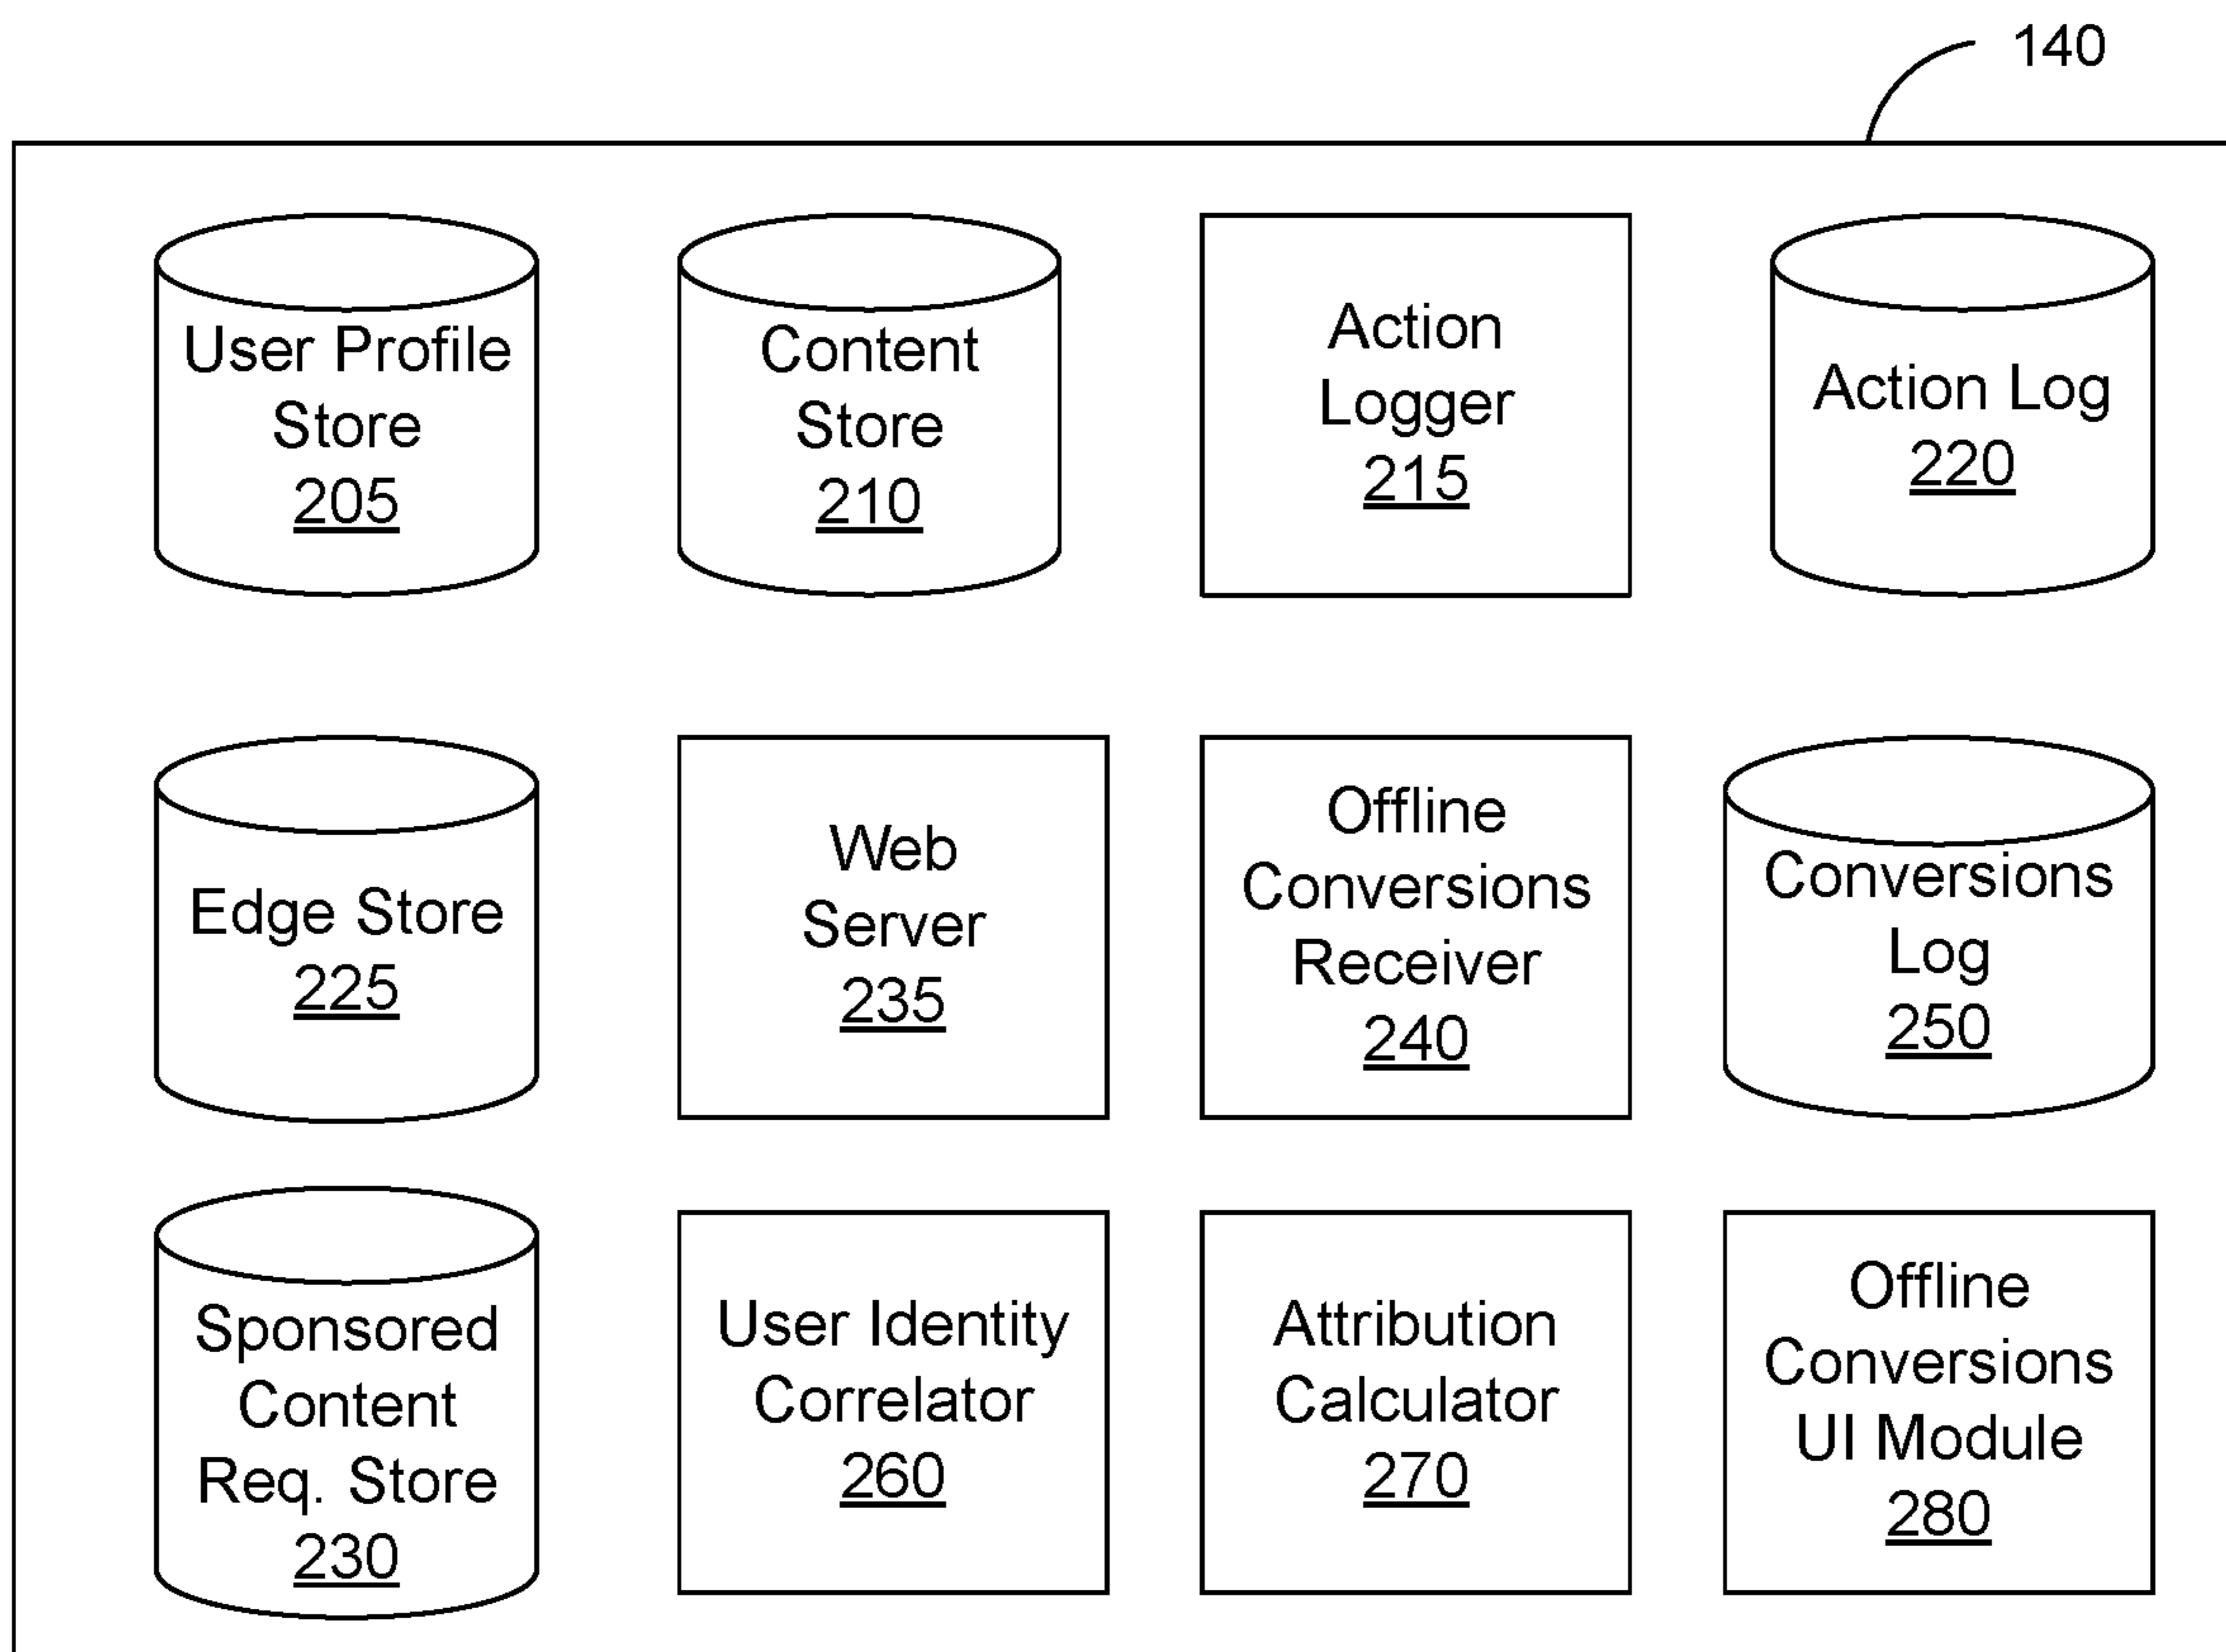 140
User Profile
Store
205
Content
Store
210
Action
Logger
215
Action Log
220
Edge Store
225
Web
Server
235
Offline
Conversions
Receiver
240
Conversions
Log
250
Sponsored
Content
Req. Store
230
User Identity
Correlator
260
Attribution
Calculator
270
Offline
Conversions
UI Module
280